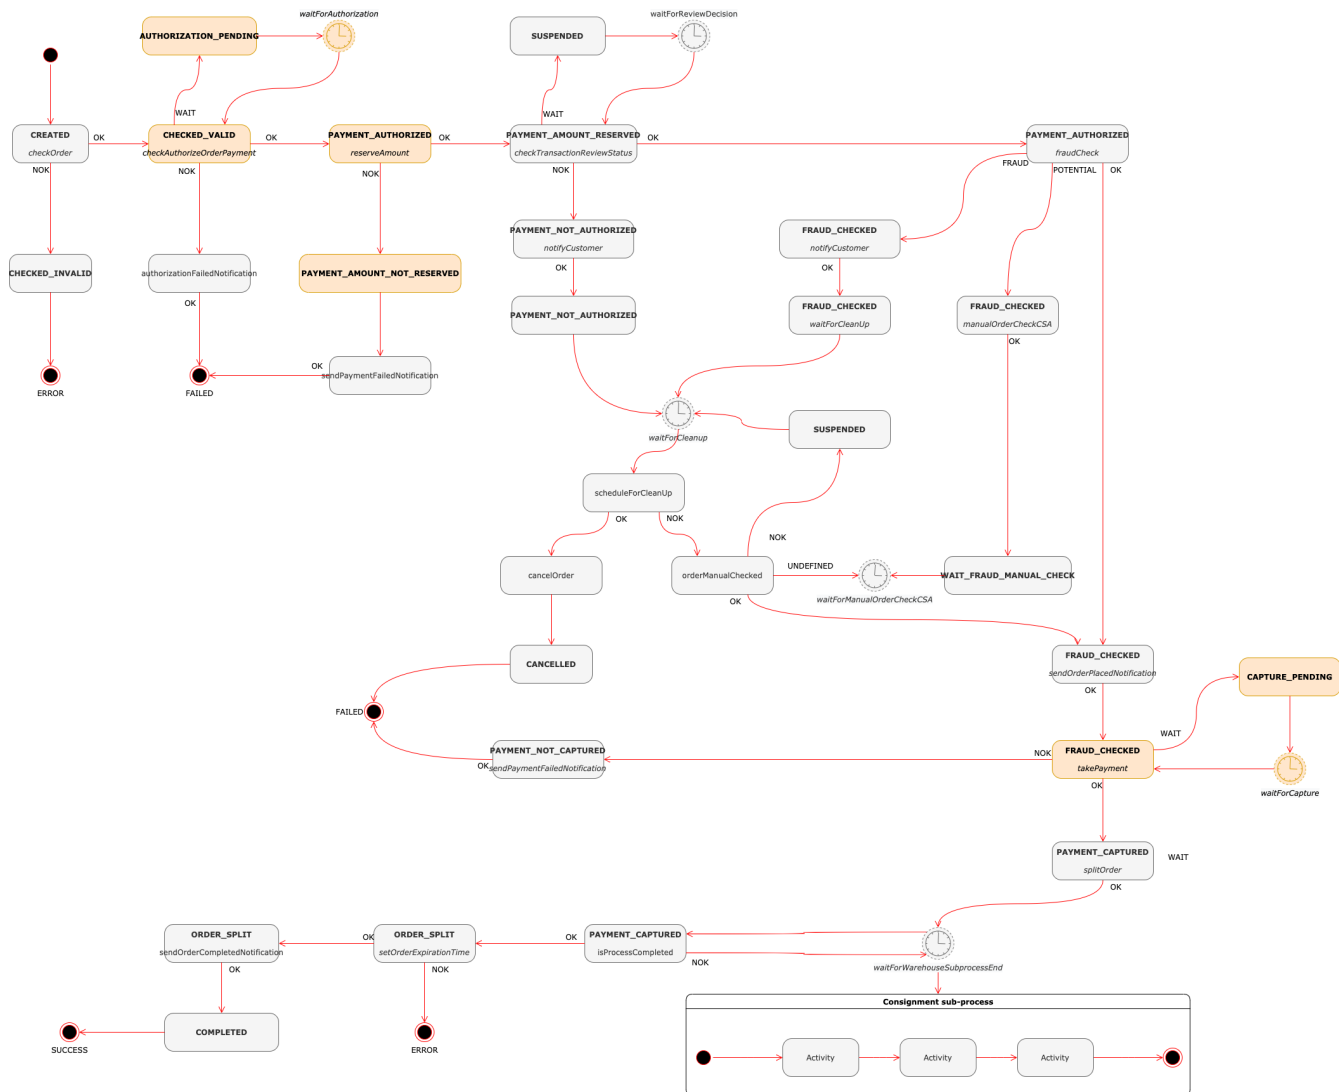 waitForAuthorization
waitForReviewDecision
AUTHORIZATION_PENDING
SUSPENDED
WAIT
WAIT
CREATED
checkOrder
OK
CHECKED_VALID
checkAuthorizeOrderPayment
OK
PAYMENT_AUTHORIZED
reserveAmount
OK
PAYMENT_AMOUNT_RESERVED
checkTransactionReviewStatus
OK
PAYMENT_AUTHORIZED
fraudCheck
NOK
NOK
NOK
NOK
FRAUD
POTENTIAL
OK
PAYMENT_NOT_AUTHORIZED
notifyCustomer
OK
FRAUD_CHECKED
notifyCustomer
OK
CHECKED_INVALID
authorizationFailedNotification
OK
PAYMENT_AMOUNT_NOT_RESERVED
PAYMENT_NOT_AUTHORIZED
FRAUD_CHECKED
waitForCleanUp
FRAUD_CHECKED
manualOrderCheckCSA
OK
ERROR
FAILED
OK
sendPaymentFailedNotification
waitForCleanup
SUSPENDED
scheduleForCleanUp
OK
NOK
NOK
cancelOrder
orderManualChecked
UNDEFINED
OK
waitForManualOrderCheckCSA
WAIT_FRAUD_MANUAL_CHECK
CANCELLED
FRAUD_CHECKED
sendOrderPlacedNotification
OK
CAPTURE_PENDING
FAILED
WAIT
PAYMENT_NOT_CAPTURED
sendPaymentFailedNotification
OK
NOK
FRAUD_CHECKED
takePayment
OK
waitForCapture
PAYMENT_CAPTURED
splitOrder
OK
WAIT
ORDER_SPLIT
sendOrderCompletedNotification
OK
OK
ORDER_SPLIT
setOrderExpirationTime
NOK
OK
PAYMENT_CAPTURED
isProcessCompleted
NOK
waitForWarehouseSubprocessEnd
Consignment sub-process
COMPLETED
SUCCESS
ERROR
Activity
Activity
Activity